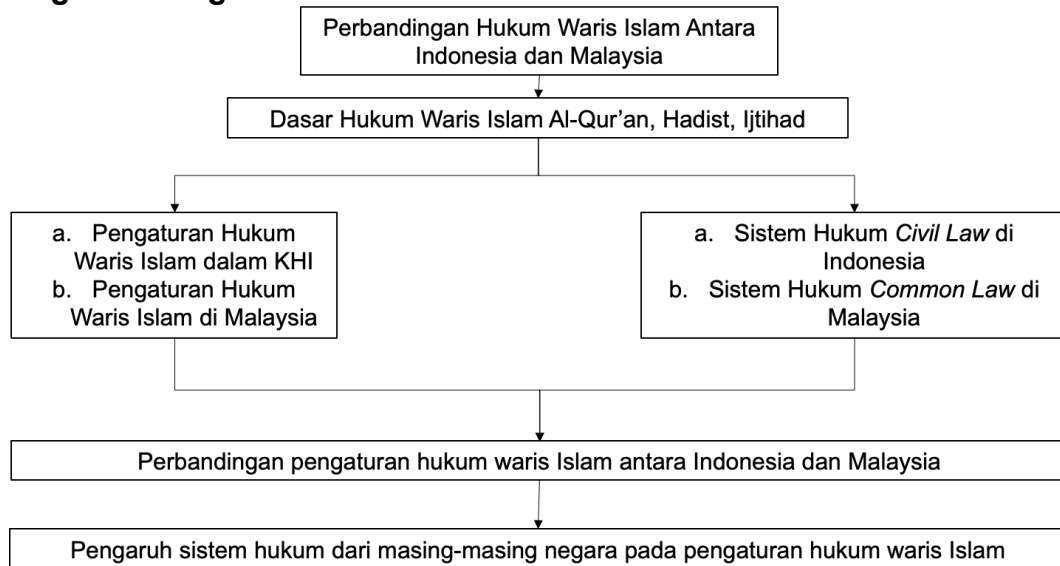 Perbandingan Hukum Waris Islam Antara
Indonesia dan Malaysia
Dasar Hukum Waris Islam Al-Qur’an, Hadist, Ijtihad
a. Pengaturan Hukum
Waris Islam dalam KHI
b. Pengaturan Hukum
Waris Islam di Malaysia
a. Sistem Hukum Civil Law di
Indonesia
b. Sistem Hukum Common Law di
Malaysia
Perbandingan pengaturan hukum waris Islam antara Indonesia dan Malaysia
Pengaruh sistem hukum dari masing-masing negara pada pengaturan hukum waris Islam